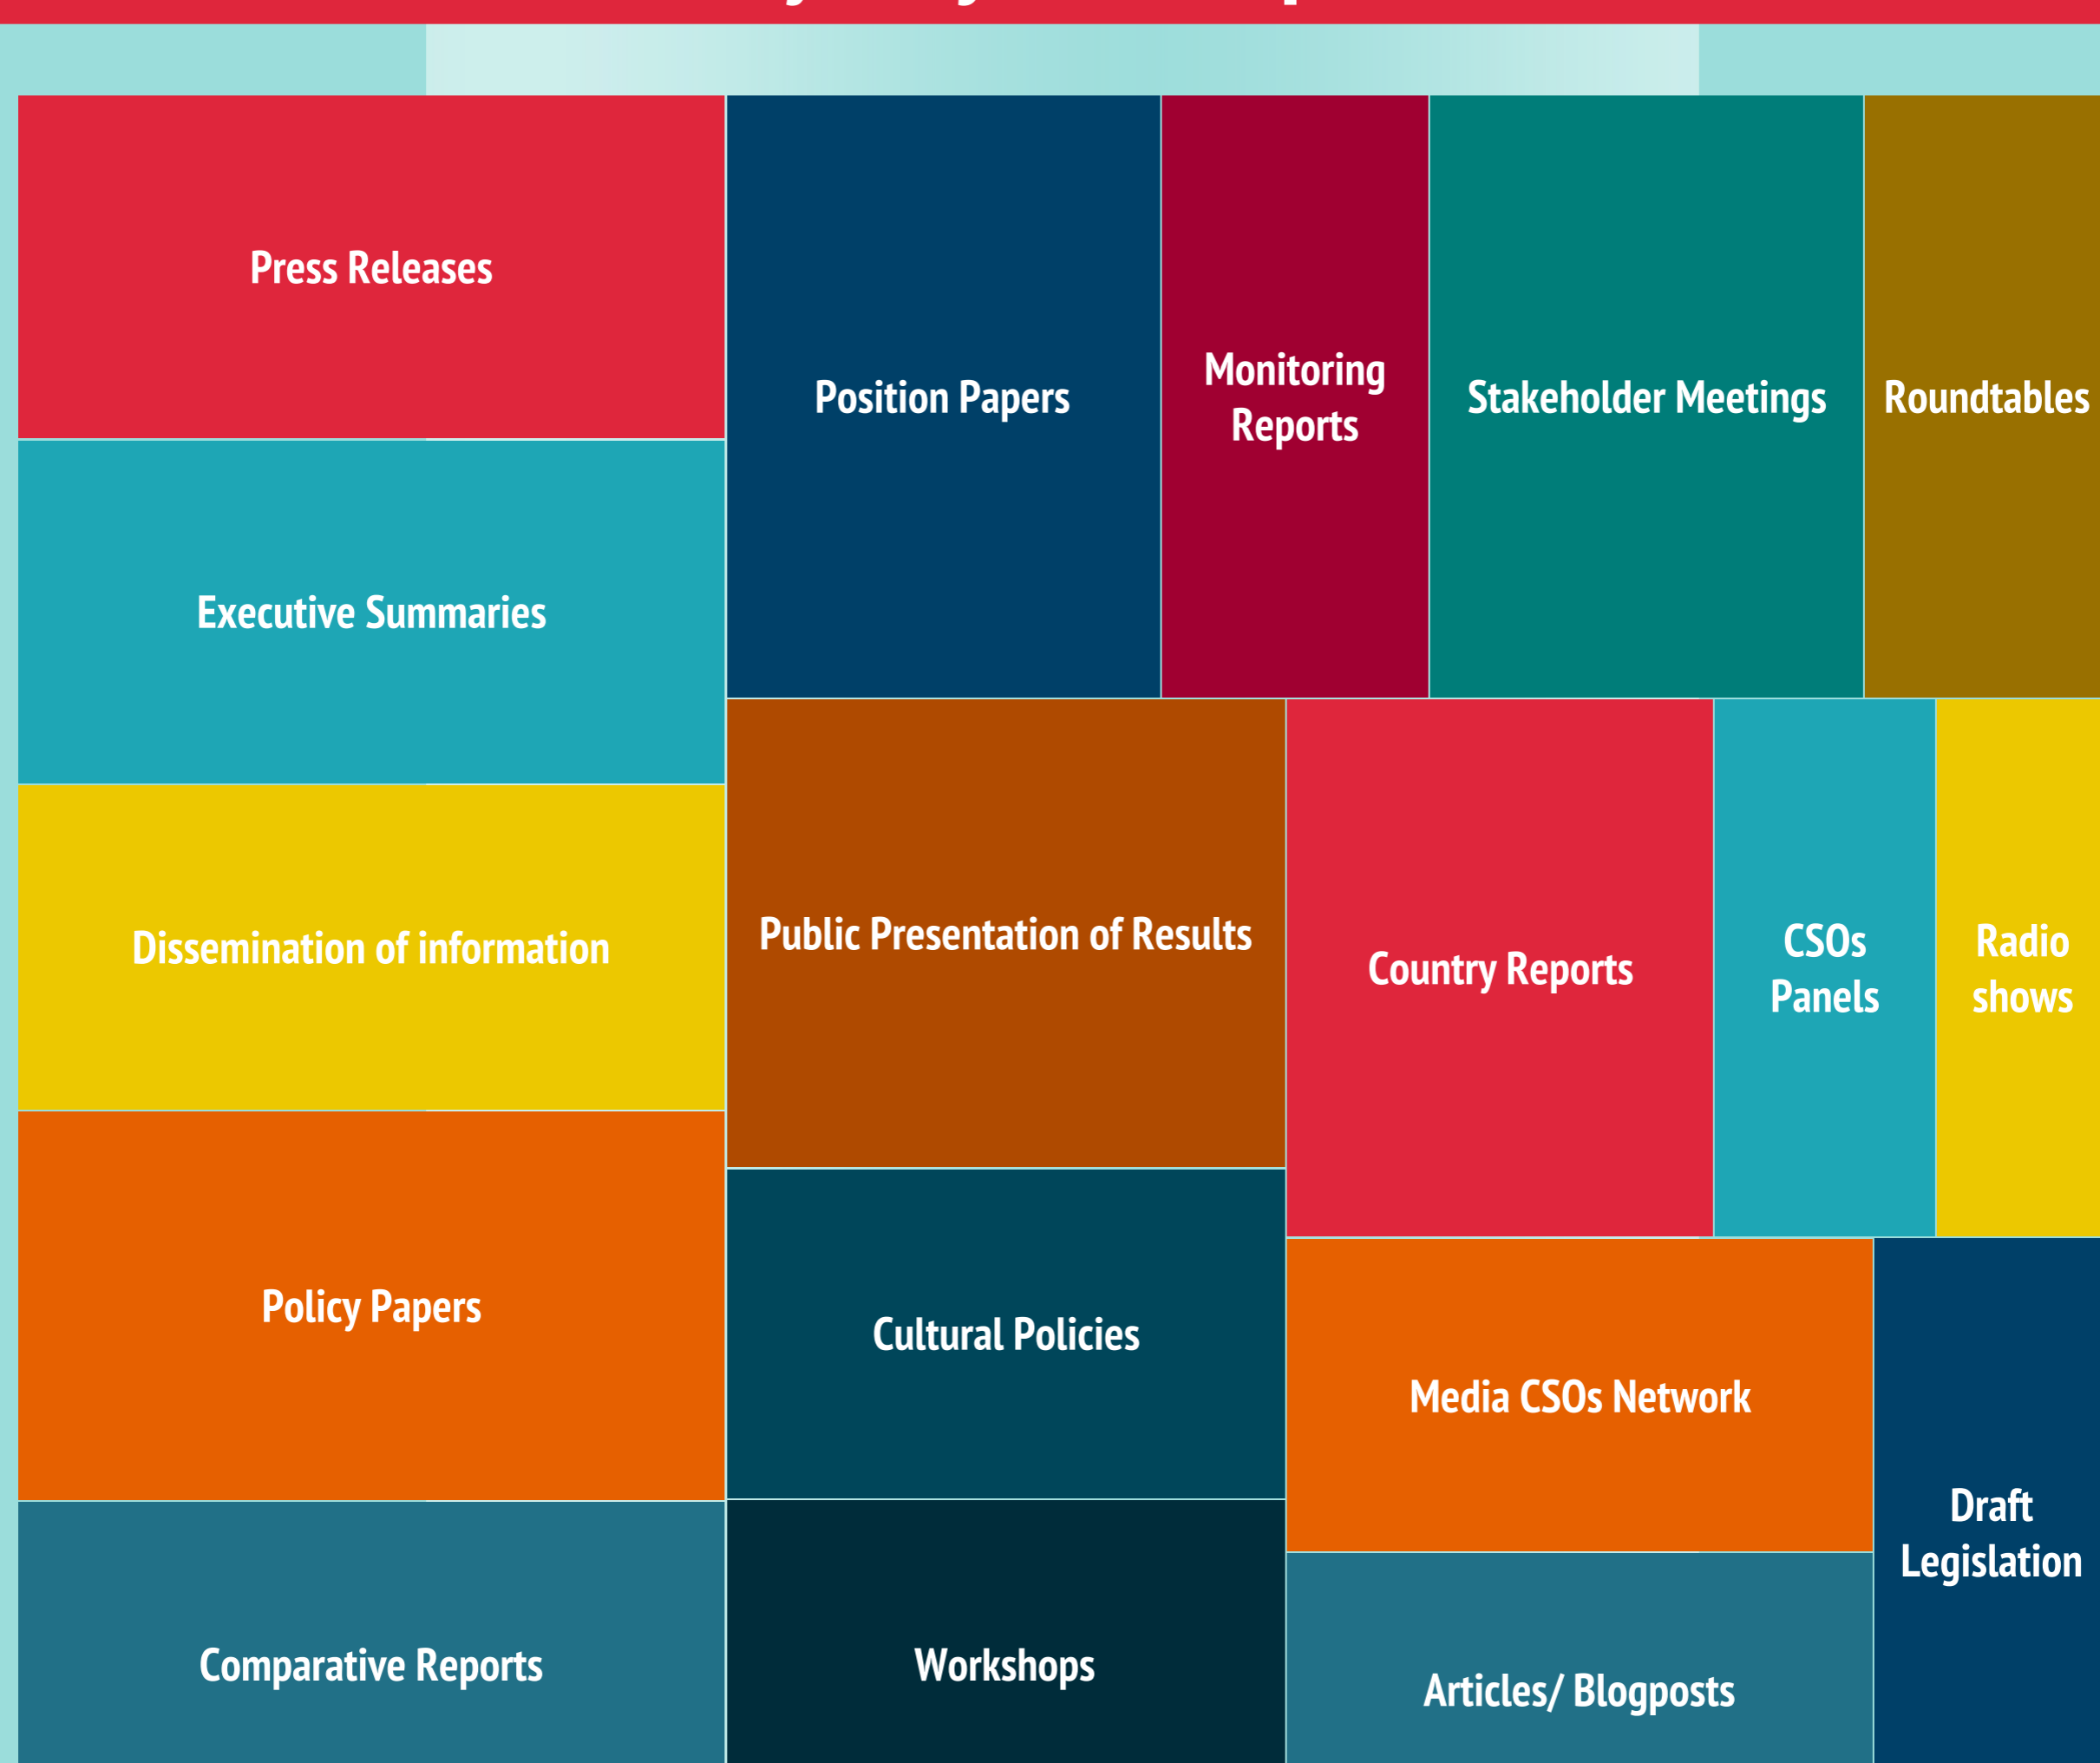 Press Releases
Executive Summaries
Dissemination of information
Policy Papers
Comparative Reports
Position Papers
Monitoring
Reports
Stakeholder Meetings
Roundtables
Public Presentation of Results
Country Reports
CSOs
Panels
Radio
shows
Cultural Policies
Media CSOs Network
Draft
Legislation
Workshops
Articles/ Blogposts